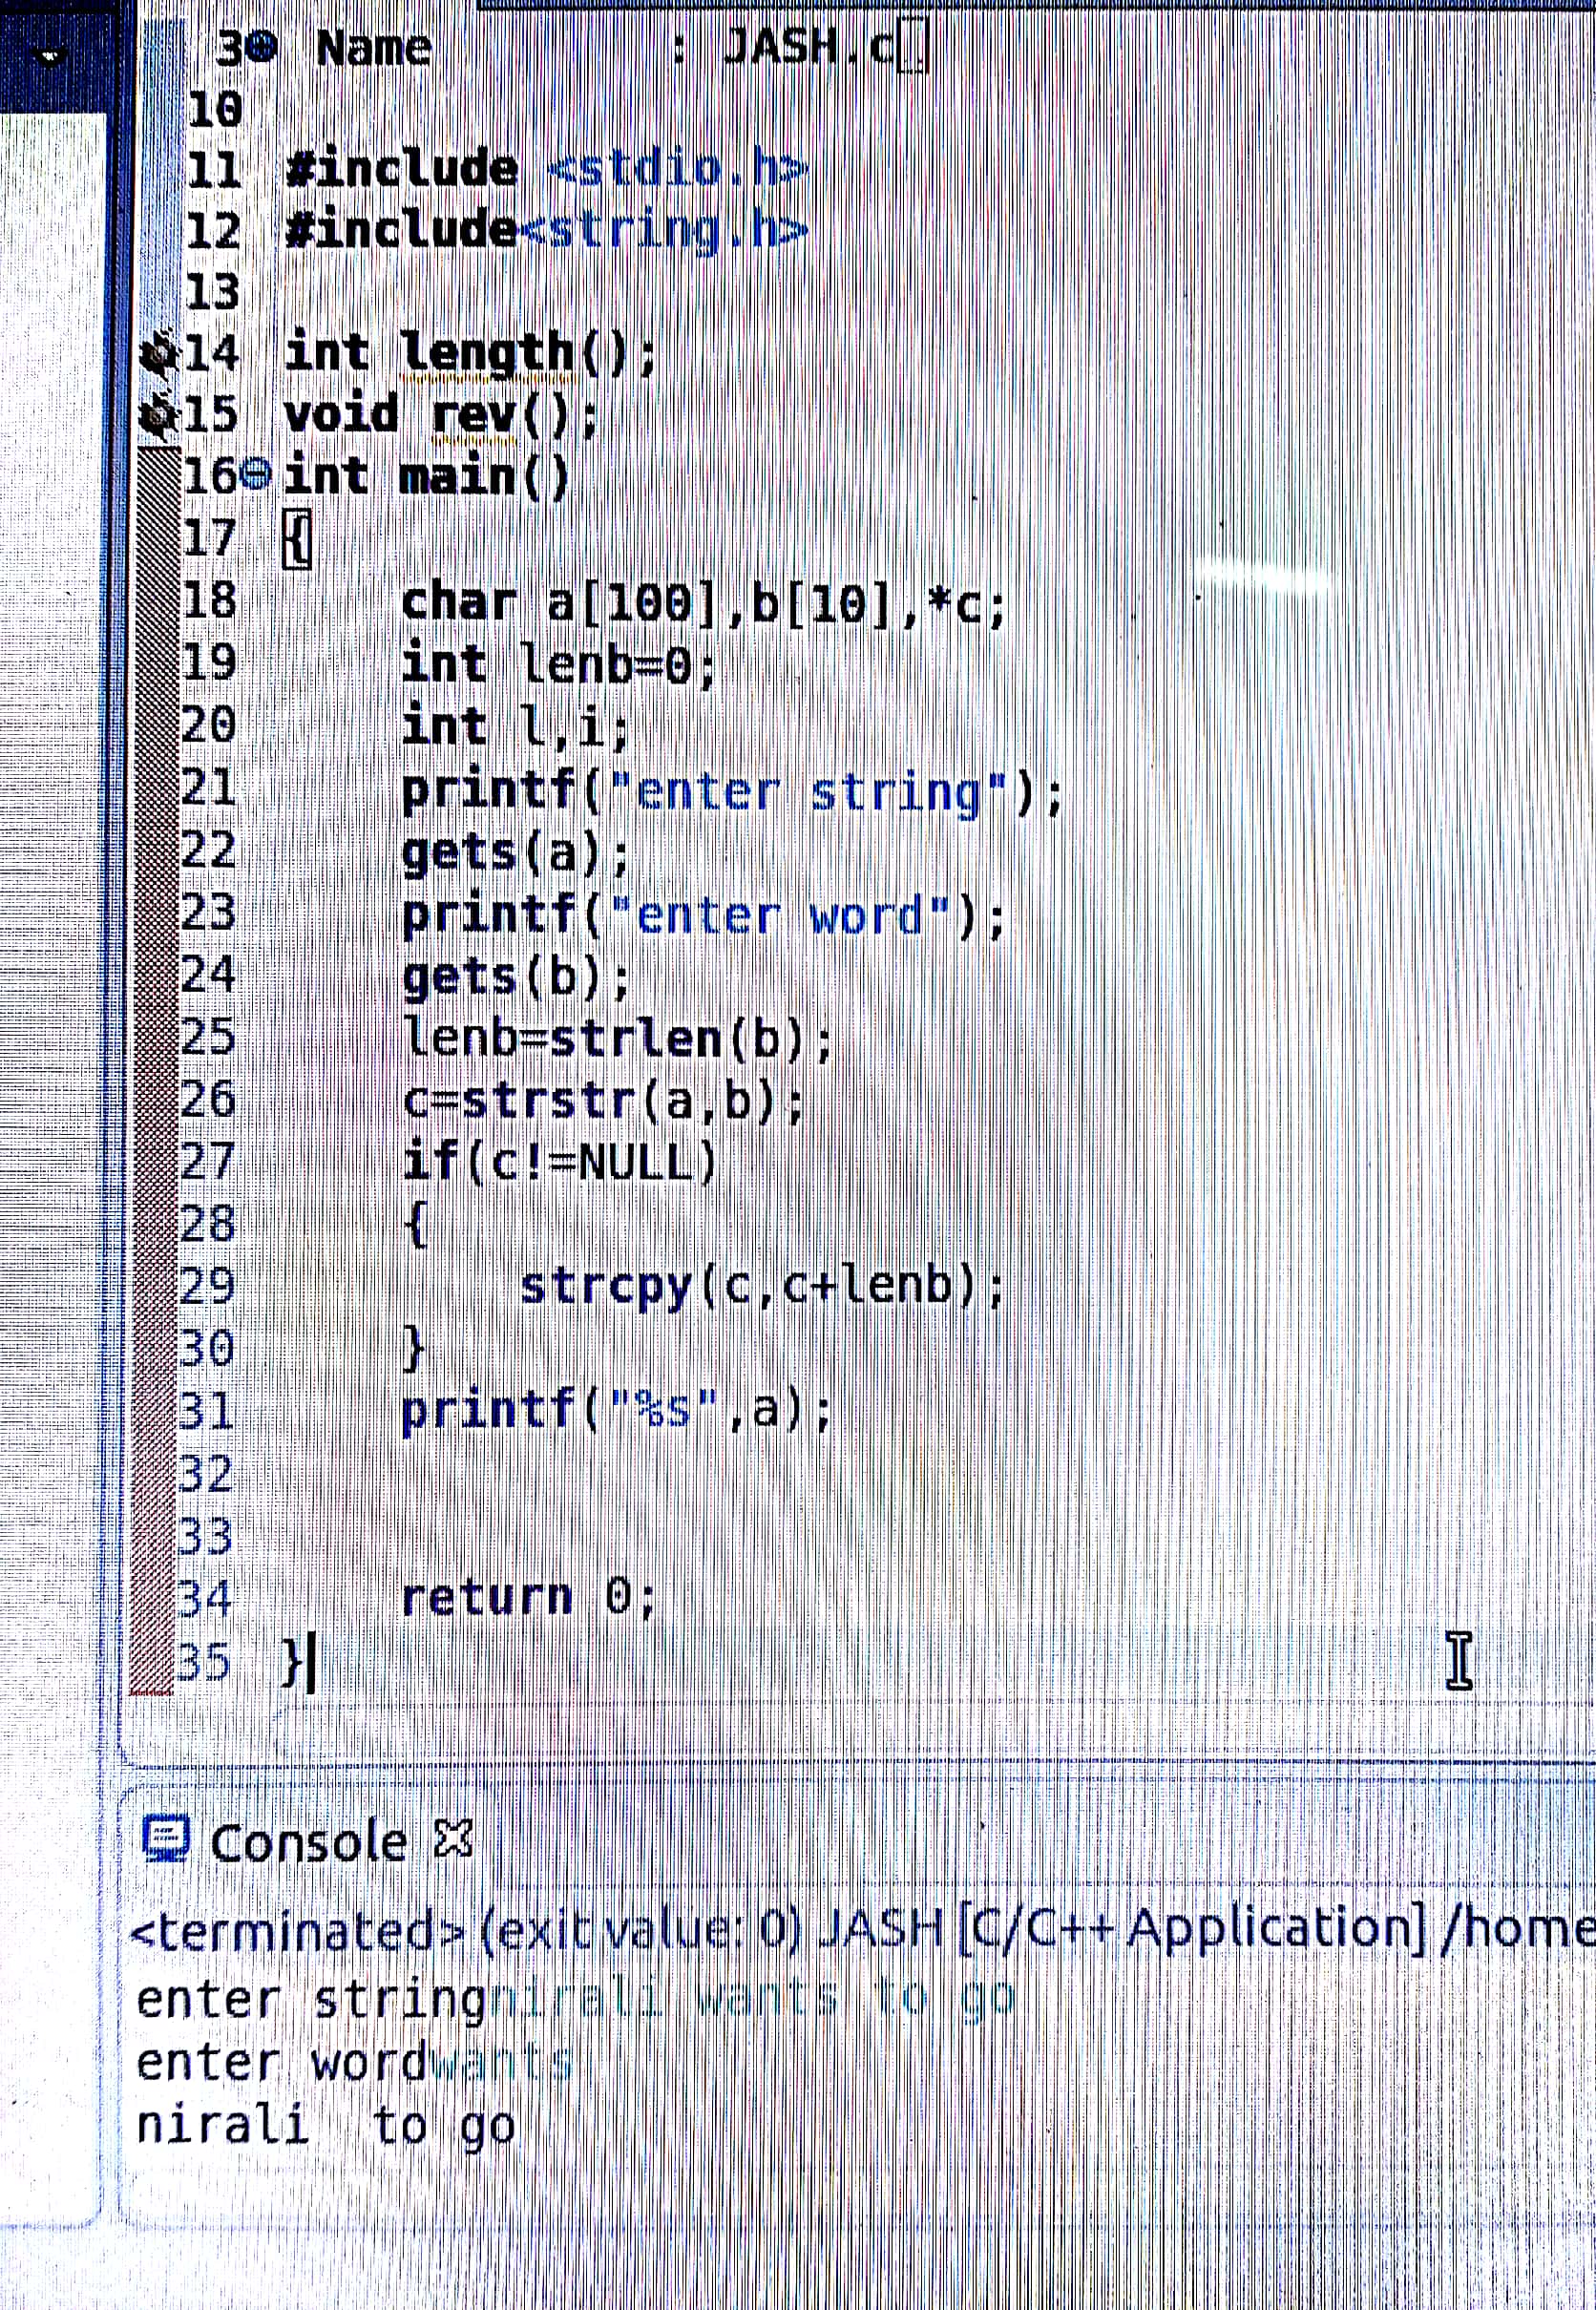 3 Name : JASH.c
10
11 #include <stdio.h>
12 #include<string.h>
13
14 int length();
15 void rev();
16 int main()
17 {
18 char a[100],b[10],*c;
19 int lenb=0;
20 int l,i;
21 printf("enter string");
22 gets(a);
23 printf("enter word");
24 gets(b);
25 lenb=strlen(b);
26 c=strstr(a,b);
27 if(c!=NULL)
28 {
29 strcpy(c,c+lenb);
30 }
31 printf("%s",a);
32
33
34 return 0;
35 }
Console
<terminated> (exit value: 0) JASH [C/C++ Application] /home
enter stringnirali wants to go
enter wordwants
nirali  to go